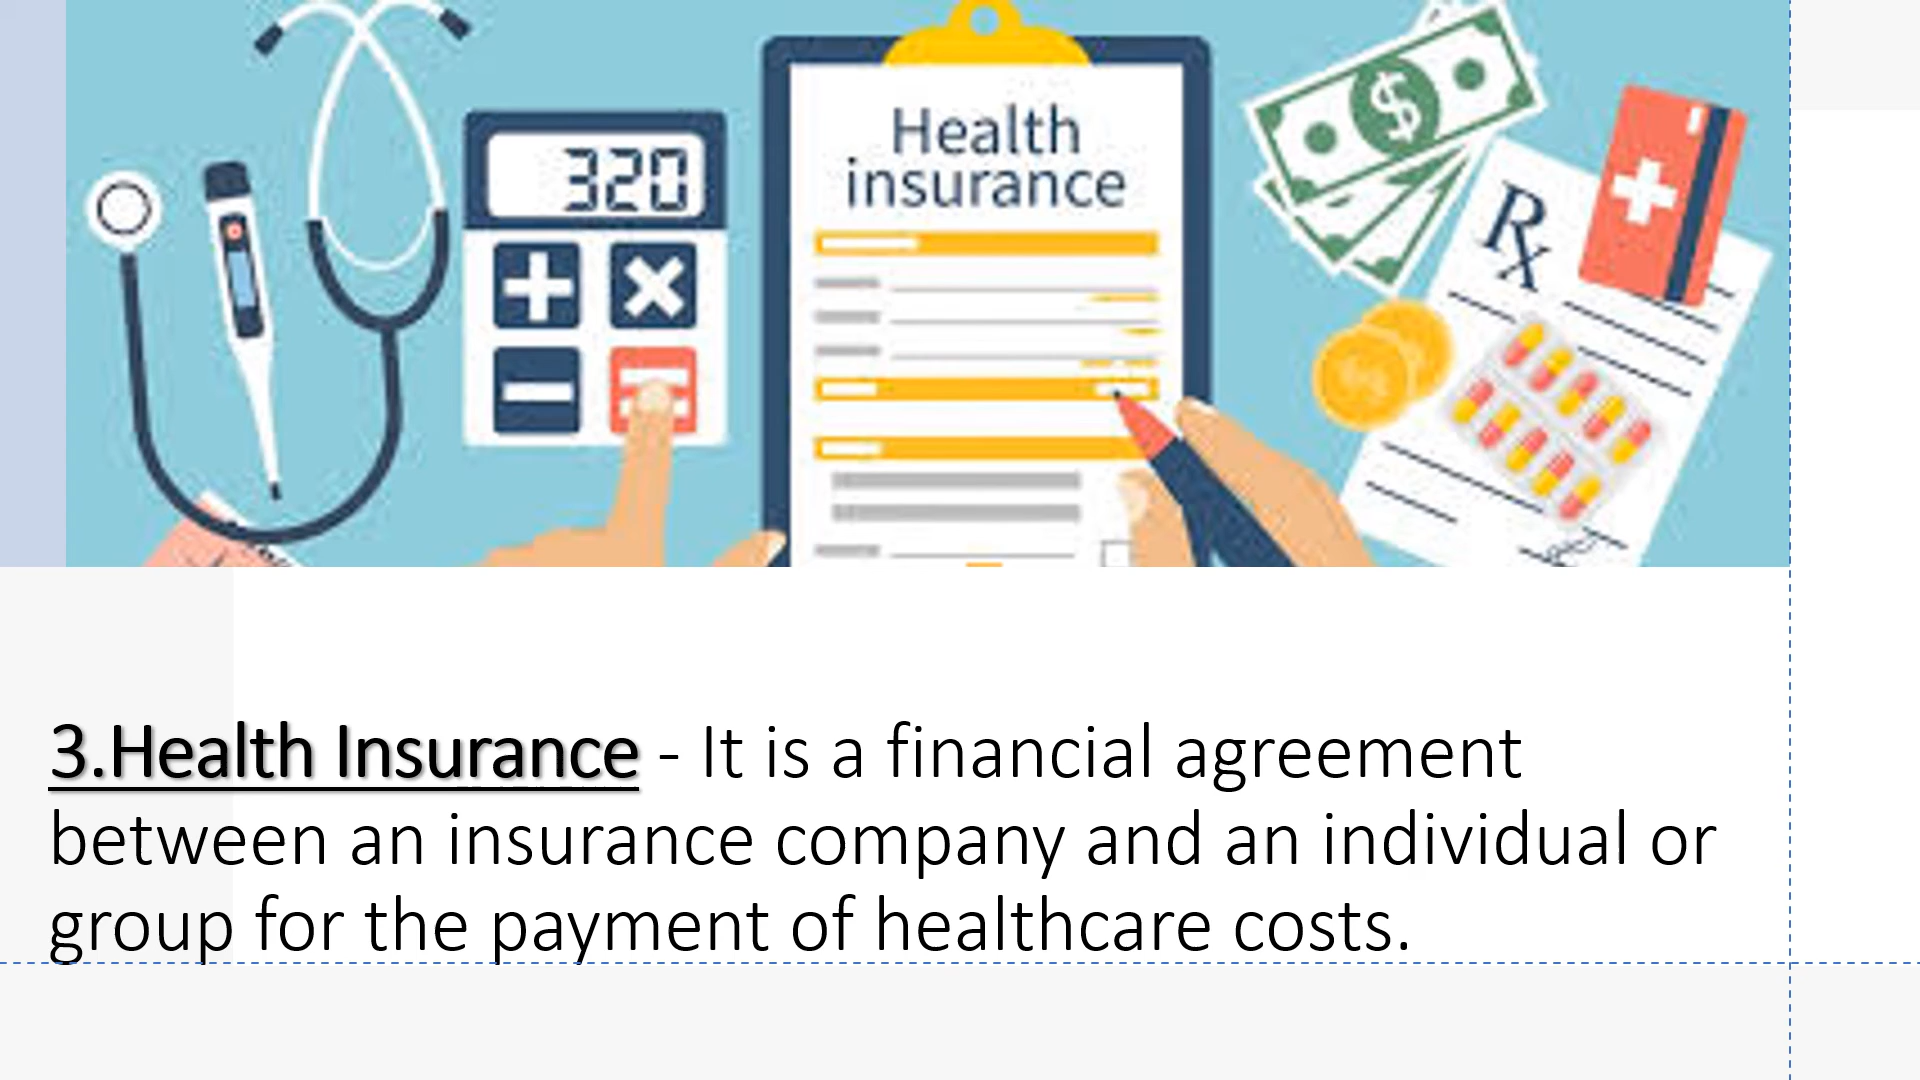 320
Health
insurance
Rx
3.Health Insurance - It is a financial agreement
between an insurance company and an individual or
group for the payment of healthcare costs.